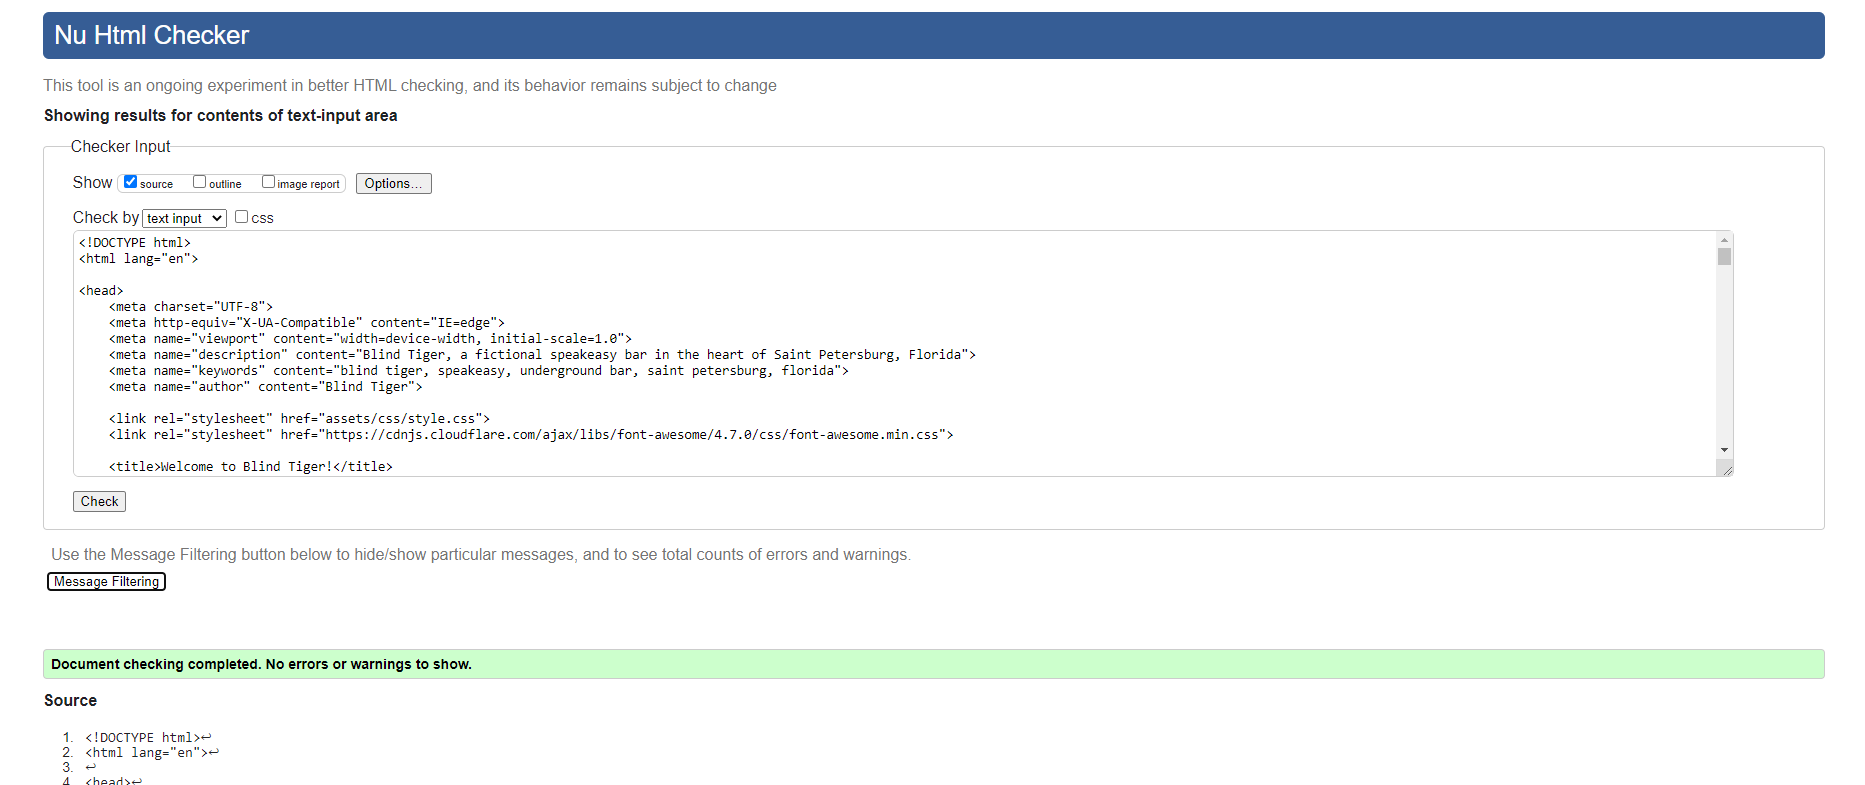 Nu Html Checker
This tool is an ongoing experiment in better HTML checking, and its behavior remains subject to change
Showing results for contents of text-input area
Checker Input
Show source outline image report Options...
Check by text input css
<!DOCTYPE html>
<html lang="en">
<head>
<meta charset="UTF-8">
<meta http-equiv="X-UA-Compatible" content="IE=edge">
<meta name="viewport" content="width=device-width, initial-scale=1.0">
<meta name="description" content="Blind Tiger, a fictional speakeasy bar in the heart of Saint Petersburg, Florida">
<meta name="keywords" content="blind tiger, speakeasy, underground bar, saint petersburg, florida">
<meta name="author" content="Blind Tiger">
<link rel="stylesheet" href="assets/css/style.css">
<link rel="stylesheet" href="https://cdnjs.cloudflare.com/ajax/libs/font-awesome/4.7.0/css/font-awesome.min.css">
<title>Welcome to Blind Tiger!</title>
Check
Use the Message Filtering button below to hide/show particular messages, and to see total counts of errors and warnings.
Message Filtering
Document checking completed. No errors or warnings to show.
Source
1. <!DOCTYPE html>↩
2. <html lang="en">↩
3. ↩
4. <head>↩